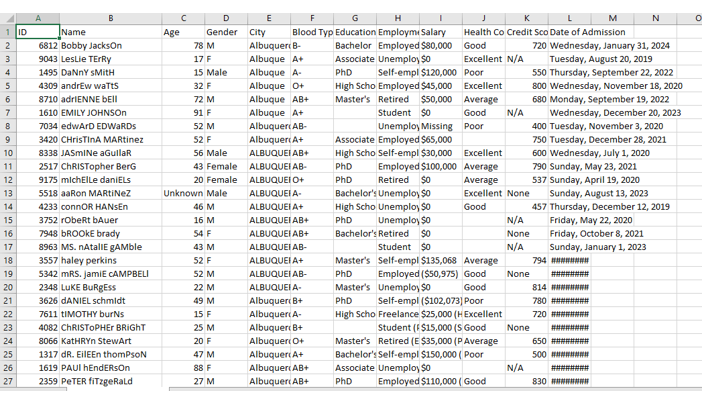 A B C D E F G H I J K L M N O
1 ID Name Age Gender City Blood Typ Education Employme Salary Health Co Credit Sco Date of Admission
2 6812 Bobby JacksOn 78 M Albuquer B- Bachelor Employed $80,000 Good 720 Wednesday, January 31, 2024
3 9043 LesLie TErRy 17 F Albuque A+ Associate Unemploy $0 Excellent N/A Tuesday, August 20, 2019
4 1495 DaNnY sMitH 15 Male Albuque A- PhD Self-empl $120,000 Poor 550 Thursday, September 22, 2022
5 4309 andrEw waTtS 32 F Albuque O+ High Scho Employed $45,000 Excellent 800 Wednesday, November 18, 2020
6 8710 adrIENNE bEll 72 M Albuque AB+ Master's Retired $50,000 Average 680 Monday, September 19, 2022
7 1610 EMILY JOHNSOn 91 F Albuque A+ Student $0 Good N/A Wednesday, December 20, 2023
8 7034 edwArD EDWARDs 52 M Albuquer AB- Unemploy Missing Poor 400 Tuesday, November 3, 2020
9 3420 CHrisTInA MARtinez 52 F Albuquer A+ Associate Employed $65,000 750 Tuesday, December 28, 2021
10 8338 JASMINe aGuIlaR 56 Male ALBUQUEI AB+ High Scho Self-empl $30,000 Excellent 600 Wednesday, July 1, 2020
11 2517 ChRISTopher BerG 43 Female ALBUQUEI AB- PhD Employed $100,000 Average 790 Sunday, May 23, 2021
12 9175 mIchElLe daniELs 20 Female ALBUQUEI O+ PhD Retired $0 Average 537 Sunday, April 19, 2020
13 5518 aaRon MARtiNeZ Unknown Male ALBUQUEI A- Bachelor's Unemploy $0 Excellent None Sunday, August 13, 2023
14 4233 connOR HANsEn 46 M ALBUQUEI A+ High Scho Unemploy $0 Good 457 Thursday, December 12, 2019
15 3752 rObeRt bAuer 16 M ALBUQUEI AB+ PhD Unemploy $0 N/A Friday, May 22, 2020
16 7948 bROOkE brady 54 F ALBUQUEI AB+ Bachelor's Retired $0 None Friday, October 8, 2021
17 8963 MS. nAtalIE gAMble 43 M ALBUQUEI AB- Student $0 N/A Sunday, January 1, 2023
18 3557 haley perkins 52 F ALBUQUEI A+ Master's Self-empl $135,068 Average 794 ########
19 5342 mRS. jamiE cAMPBEll 52 M ALBUQUEI AB- PhD Employed ($50,975) Good None ########
20 2348 LuKE BuRgEss 22 M ALBUQUEI A- Master's Unemploy $0 Good 814 ########
21 3626 dANIEL schmIdt 49 M Albuquer B+ PhD Self-empl ($102,073) Poor 780 ########
22 7611 tIMOTHY burNs 15 F Albuquer A- High Scho Freelance $25,000 (H Excellent 720 ########
23 4082 ChRISToPHEr BRiGhT 25 M Albuquer B+ Student (F $15,000 (S Good None ########
24 8066 KatHRYn StewArt 20 F Albuquer O+ Master's Retired (E $35,000 (P Average 650 ########
25 1317 dR. EilEEn thomPsoN 47 M Albuquer A+ Bachelor's Self-empl $150,000 ( Poor 500 ########
26 1619 PAUl hEndERsOn 88 F Albuquer AB+ Associate Unemploy $0 N/A ########
27 2359 PeTER fiTzgeRaLd 27 M Albuquer AB+ PhD Employed $110,000 ( Good 830 ########